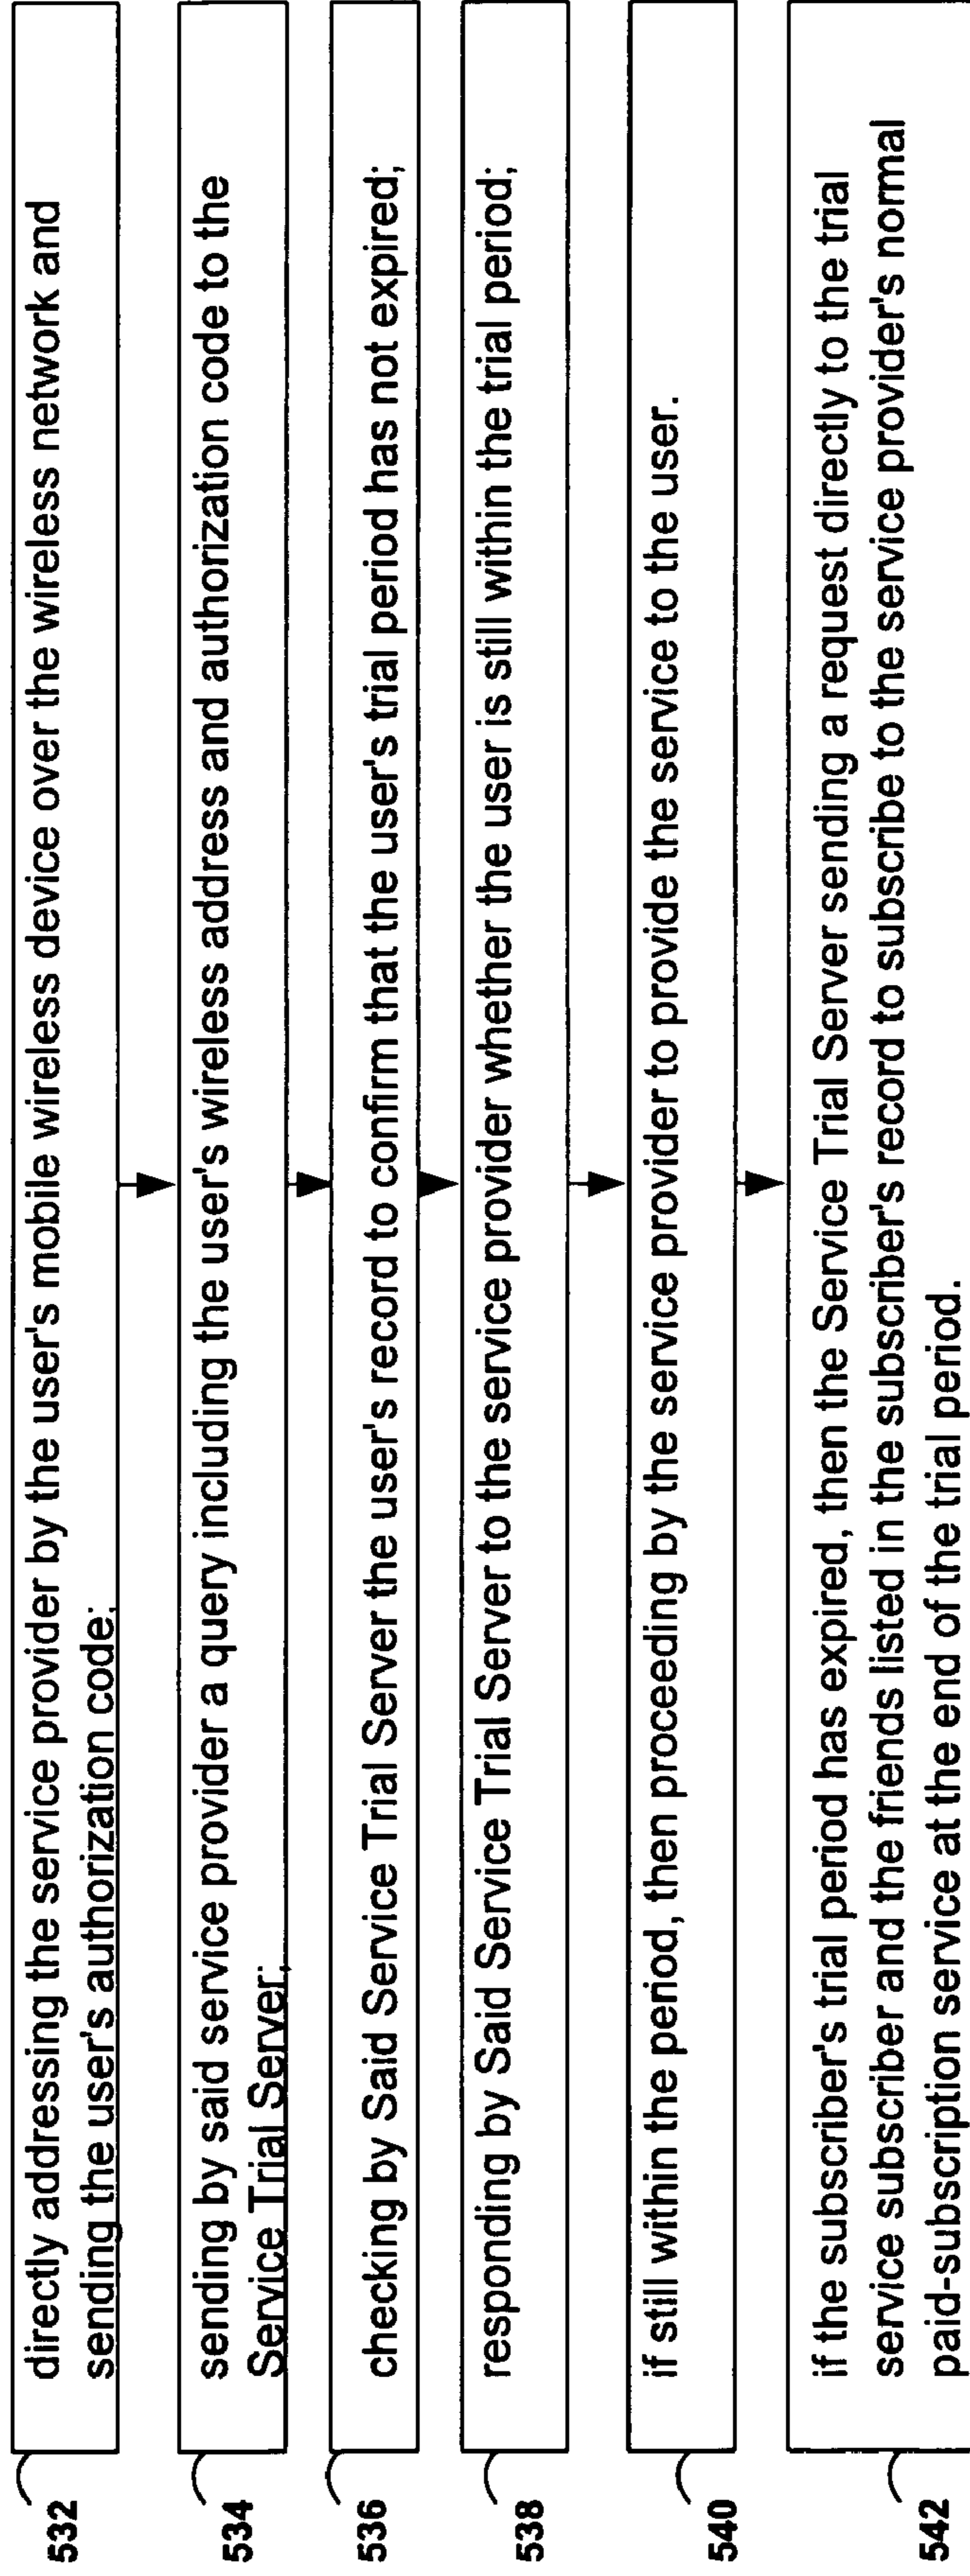 532
directly addressing the service provider by the user's mobile wireless device over the wireless network and
sending the user's authorization code;
534
sending by said service provider a query including the user's wireless address and authorization code to the
Service Trial Server;
536
checking by Said Service Trial Server the user's record to confirm that the user's trial period has not expired;
538
responding by Said Service Trial Server to the service provider whether the user is still within the trial period;
540
if still within the period, then proceeding by the service provider to provide the service to the user.
542
if the subscriber's trial period has expired, then the Service Trial Server sending a request directly to the trial
service subscriber and the friends listed in the subscriber's record to subscribe to the service provider's normal
paid-subscription service at the end of the trial period.